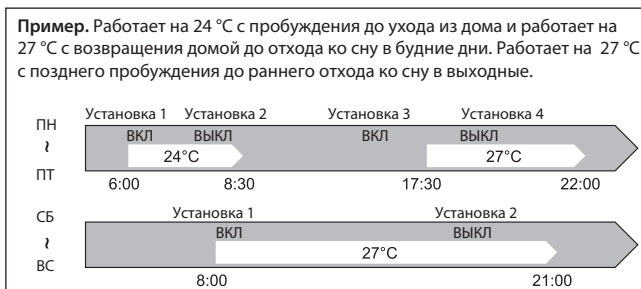 Пример. Работает на 24 °C с пробуждения до ухода из дома и работает на
27 °C с возвращения домой до отхода ко сну в будние дни. Работает на 27 °C
с позднего пробуждения до раннего отхода ко сну в выходные.
Установка 1 Установка 2 Установка 3 Установка 4
ПН ВКЛ ВЫКЛ ВКЛ ВЫКЛ
~ 24°C 27°C
ПТ 6:00 8:30 17:30 22:00
СБ Установка 1 Установка 2
~ ВКЛ ВЫКЛ
27°C
ВС 8:00 21:00